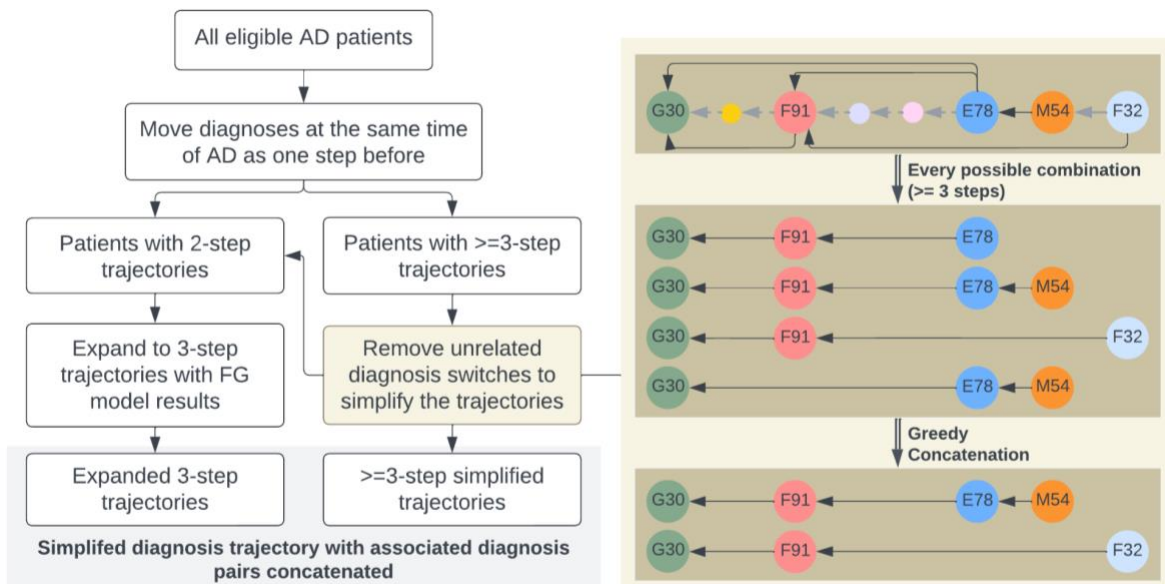 All eligible AD patients
Move diagnoses at the same time
of AD as one step before
Patients with 2-step
trajectories
Patients with >=3-step
trajectories
Expand to 3-step
trajectories with FG
model results
Remove unrelated
diagnosis switches to
simplify the trajectories
Expanded 3-step
trajectories
>=3-step simplified
trajectories
Simplifed diagnosis trajectory with associated diagnosis
pairs concatenated
G30 F91 E78 M54 F32
Every possible combination
(>= 3 steps)
G30 F91 E78
G30 F91 E78 M54
G30 F91 F32
G30 E78 M54
Greedy
Concatenation
G30 F91 E78 M54
G30 F91 F32